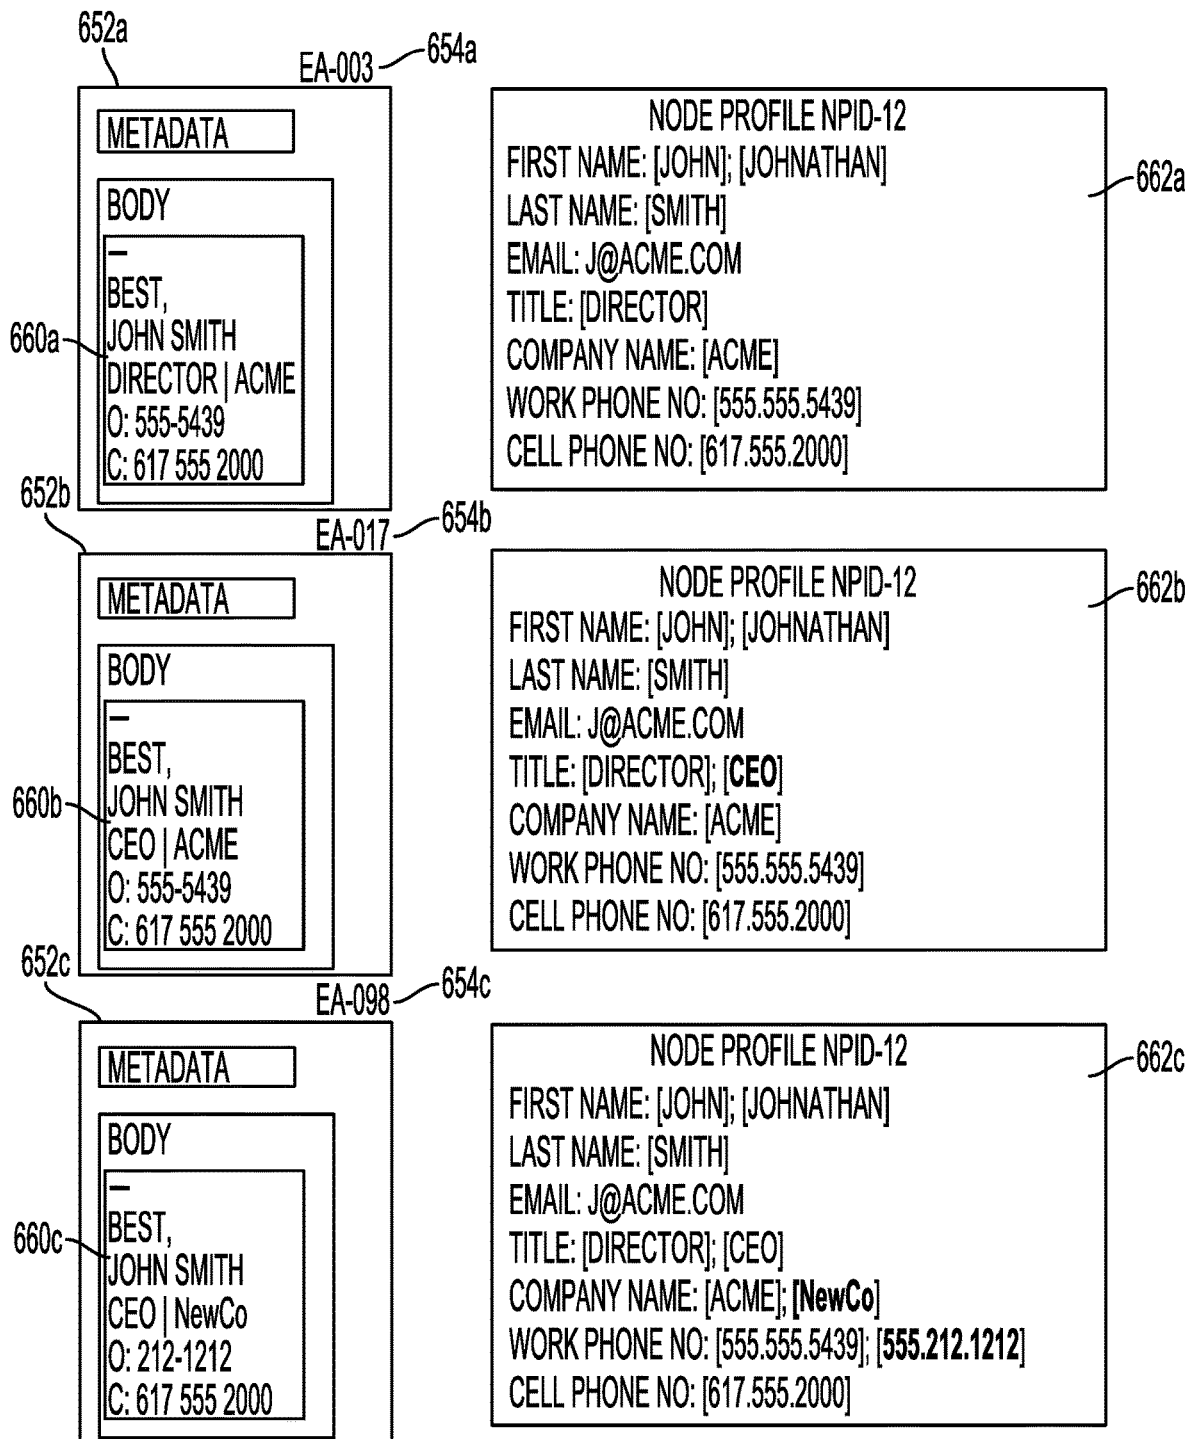 652a
EA-003
654a
METADATA
BODY
—
BEST,
JOHN SMITH
DIRECTOR | ACME
O: 555-5439
C: 617 555 2000
660a
NODE PROFILE NPID-12
FIRST NAME: [JOHN]; [JOHNATHAN]
LAST NAME: [SMITH]
EMAIL: J@ACME.COM
TITLE: [DIRECTOR]
COMPANY NAME: [ACME]
WORK PHONE NO: [555.555.5439]
CELL PHONE NO: [617.555.2000]
662a
652b
EA-017
654b
METADATA
BODY
—
BEST,
JOHN SMITH
CEO | ACME
O: 555-5439
C: 617 555 2000
660b
NODE PROFILE NPID-12
FIRST NAME: [JOHN]; [JOHNATHAN]
LAST NAME: [SMITH]
EMAIL: J@ACME.COM
TITLE: [DIRECTOR]; [CEO]
COMPANY NAME: [ACME]
WORK PHONE NO: [555.555.5439]
CELL PHONE NO: [617.555.2000]
662b
652c
EA-098
654c
METADATA
BODY
—
BEST,
JOHN SMITH
CEO | NewCo
O: 212-1212
C: 617 555 2000
660c
NODE PROFILE NPID-12
FIRST NAME: [JOHN]; [JOHNATHAN]
LAST NAME: [SMITH]
EMAIL: J@ACME.COM
TITLE: [DIRECTOR]; [CEO]
COMPANY NAME: [ACME]; [NewCo]
WORK PHONE NO: [555.555.5439]; [555.212.1212]
CELL PHONE NO: [617.555.2000]
662c